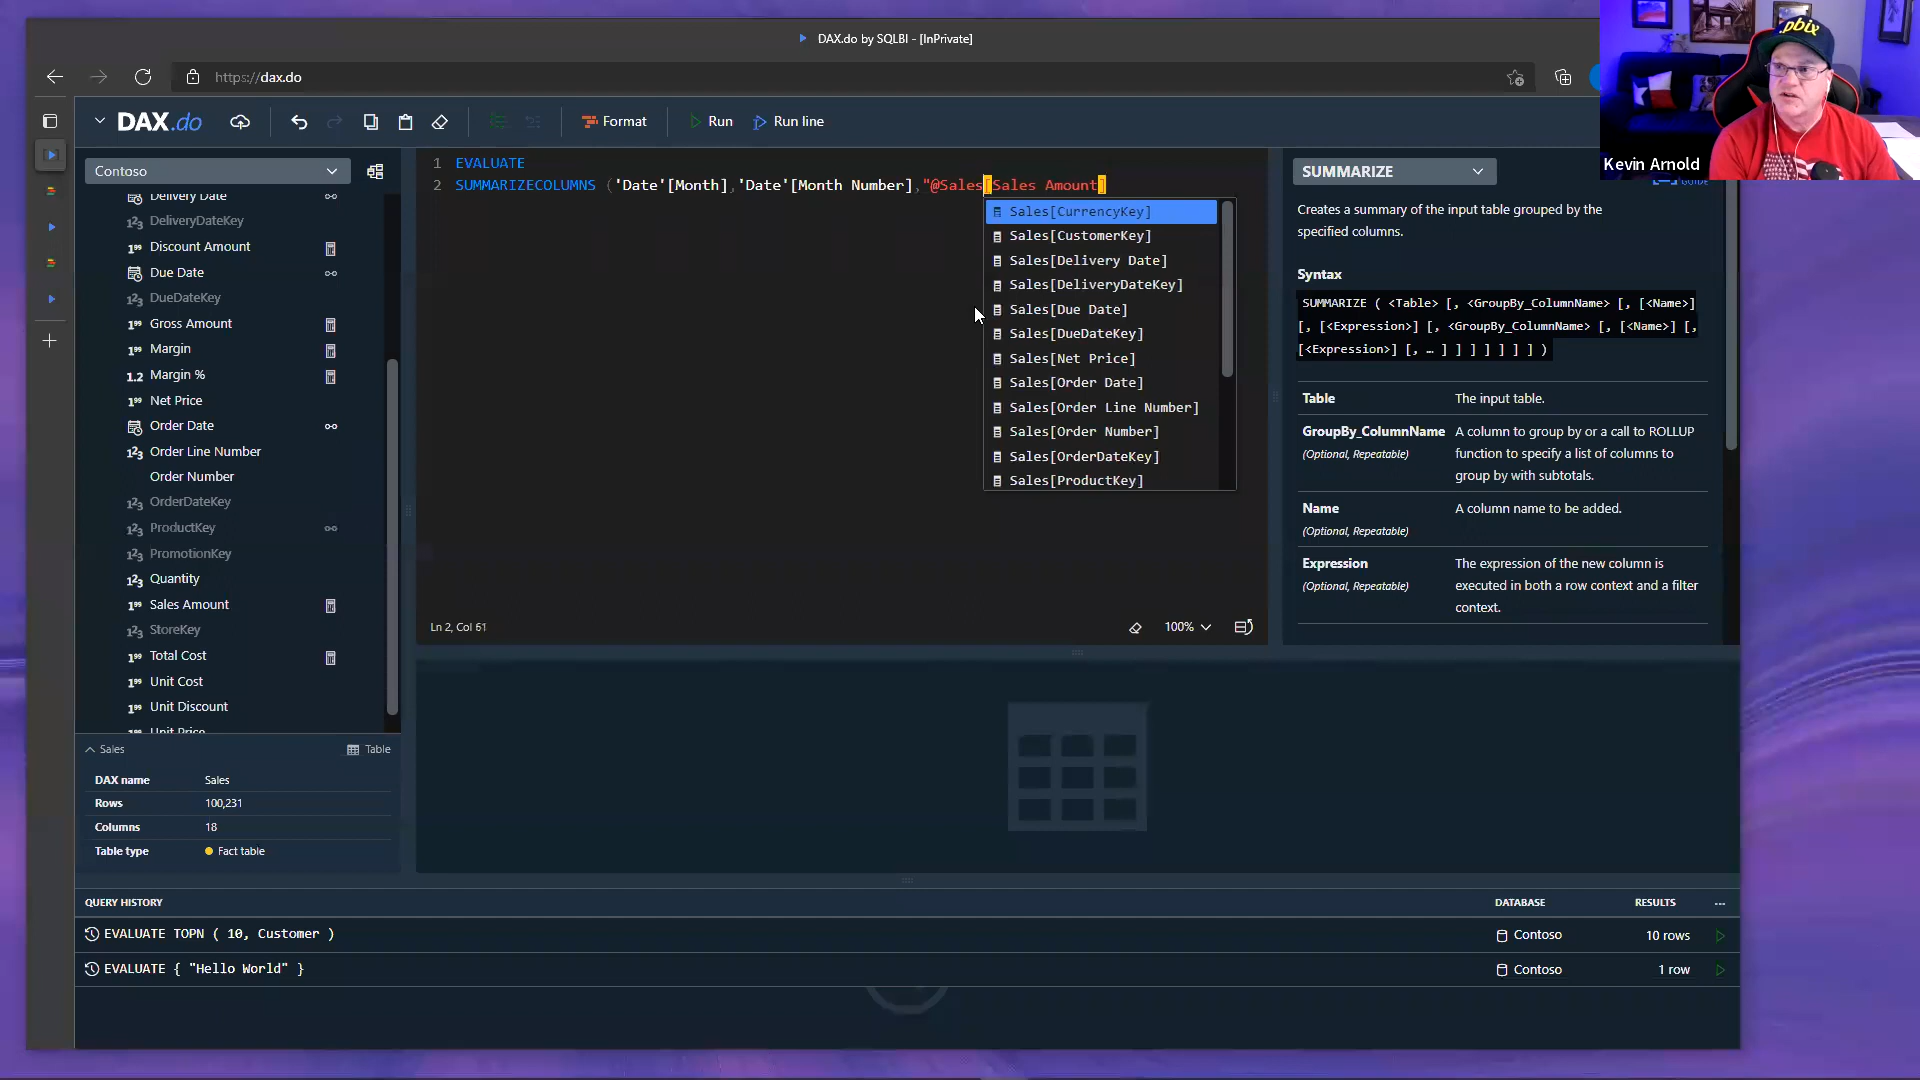 DAX.do by SQLBI - [InPrivate]
https://dax.do
DAX.do
Format
Run
Run line
.pbix
Kevin Arnold
Contoso
Delivery Date
DeliveryDateKey
Discount Amount
Due Date
DueDateKey
Gross Amount
Margin
1.2 Margin %
Net Price
Order Date
Order Line Number
Order Number
OrderDateKey
ProductKey
PromotionKey
Quantity
Sales Amount
StoreKey
Total Cost
Unit Cost
Unit Discount
Unit Price
Sales
Table
DAX name Sales
Rows 100,231
Columns 18
Table type Fact table
1 EVALUATE
2 SUMMARIZECOLUMNS ('Date'[Month],'Date'[Month Number],"@Sales[Sales Amount]
Sales[CurrencyKey]
Sales[CustomerKey]
Sales[Delivery Date]
Sales[DeliveryDateKey]
Sales[Due Date]
Sales[DueDateKey]
Sales[Net Price]
Sales[Order Date]
Sales[Order Line Number]
Sales[Order Number]
Sales[OrderDateKey]
Sales[ProductKey]
Ln 2, Col 61
100%
SUMMARIZE
Creates a summary of the input table grouped by the
specified columns.
Syntax
SUMMARIZE ( <Table> [, <GroupBy_ColumnName> [, [<Name>]
[, [<Expression>] [, <GroupBy_ColumnName> [, [<Name>] [,
[<Expression>] [, … ] ] ] ] ] ] ] )
Table The input table.
GroupBy_ColumnName A column to group by or a call to ROLLUP
(Optional, Repeatable) function to specify a list of columns to
group by with subtotals.
Name A column name to be added.
(Optional, Repeatable)
Expression The expression of the new column is
(Optional, Repeatable) executed in both a row context and a filter
context.
QUERY HISTORY DATABASE RESULTS ...
EVALUATE TOPN ( 10, Customer ) Contoso 10 rows
EVALUATE { "Hello World" } Contoso 1 row